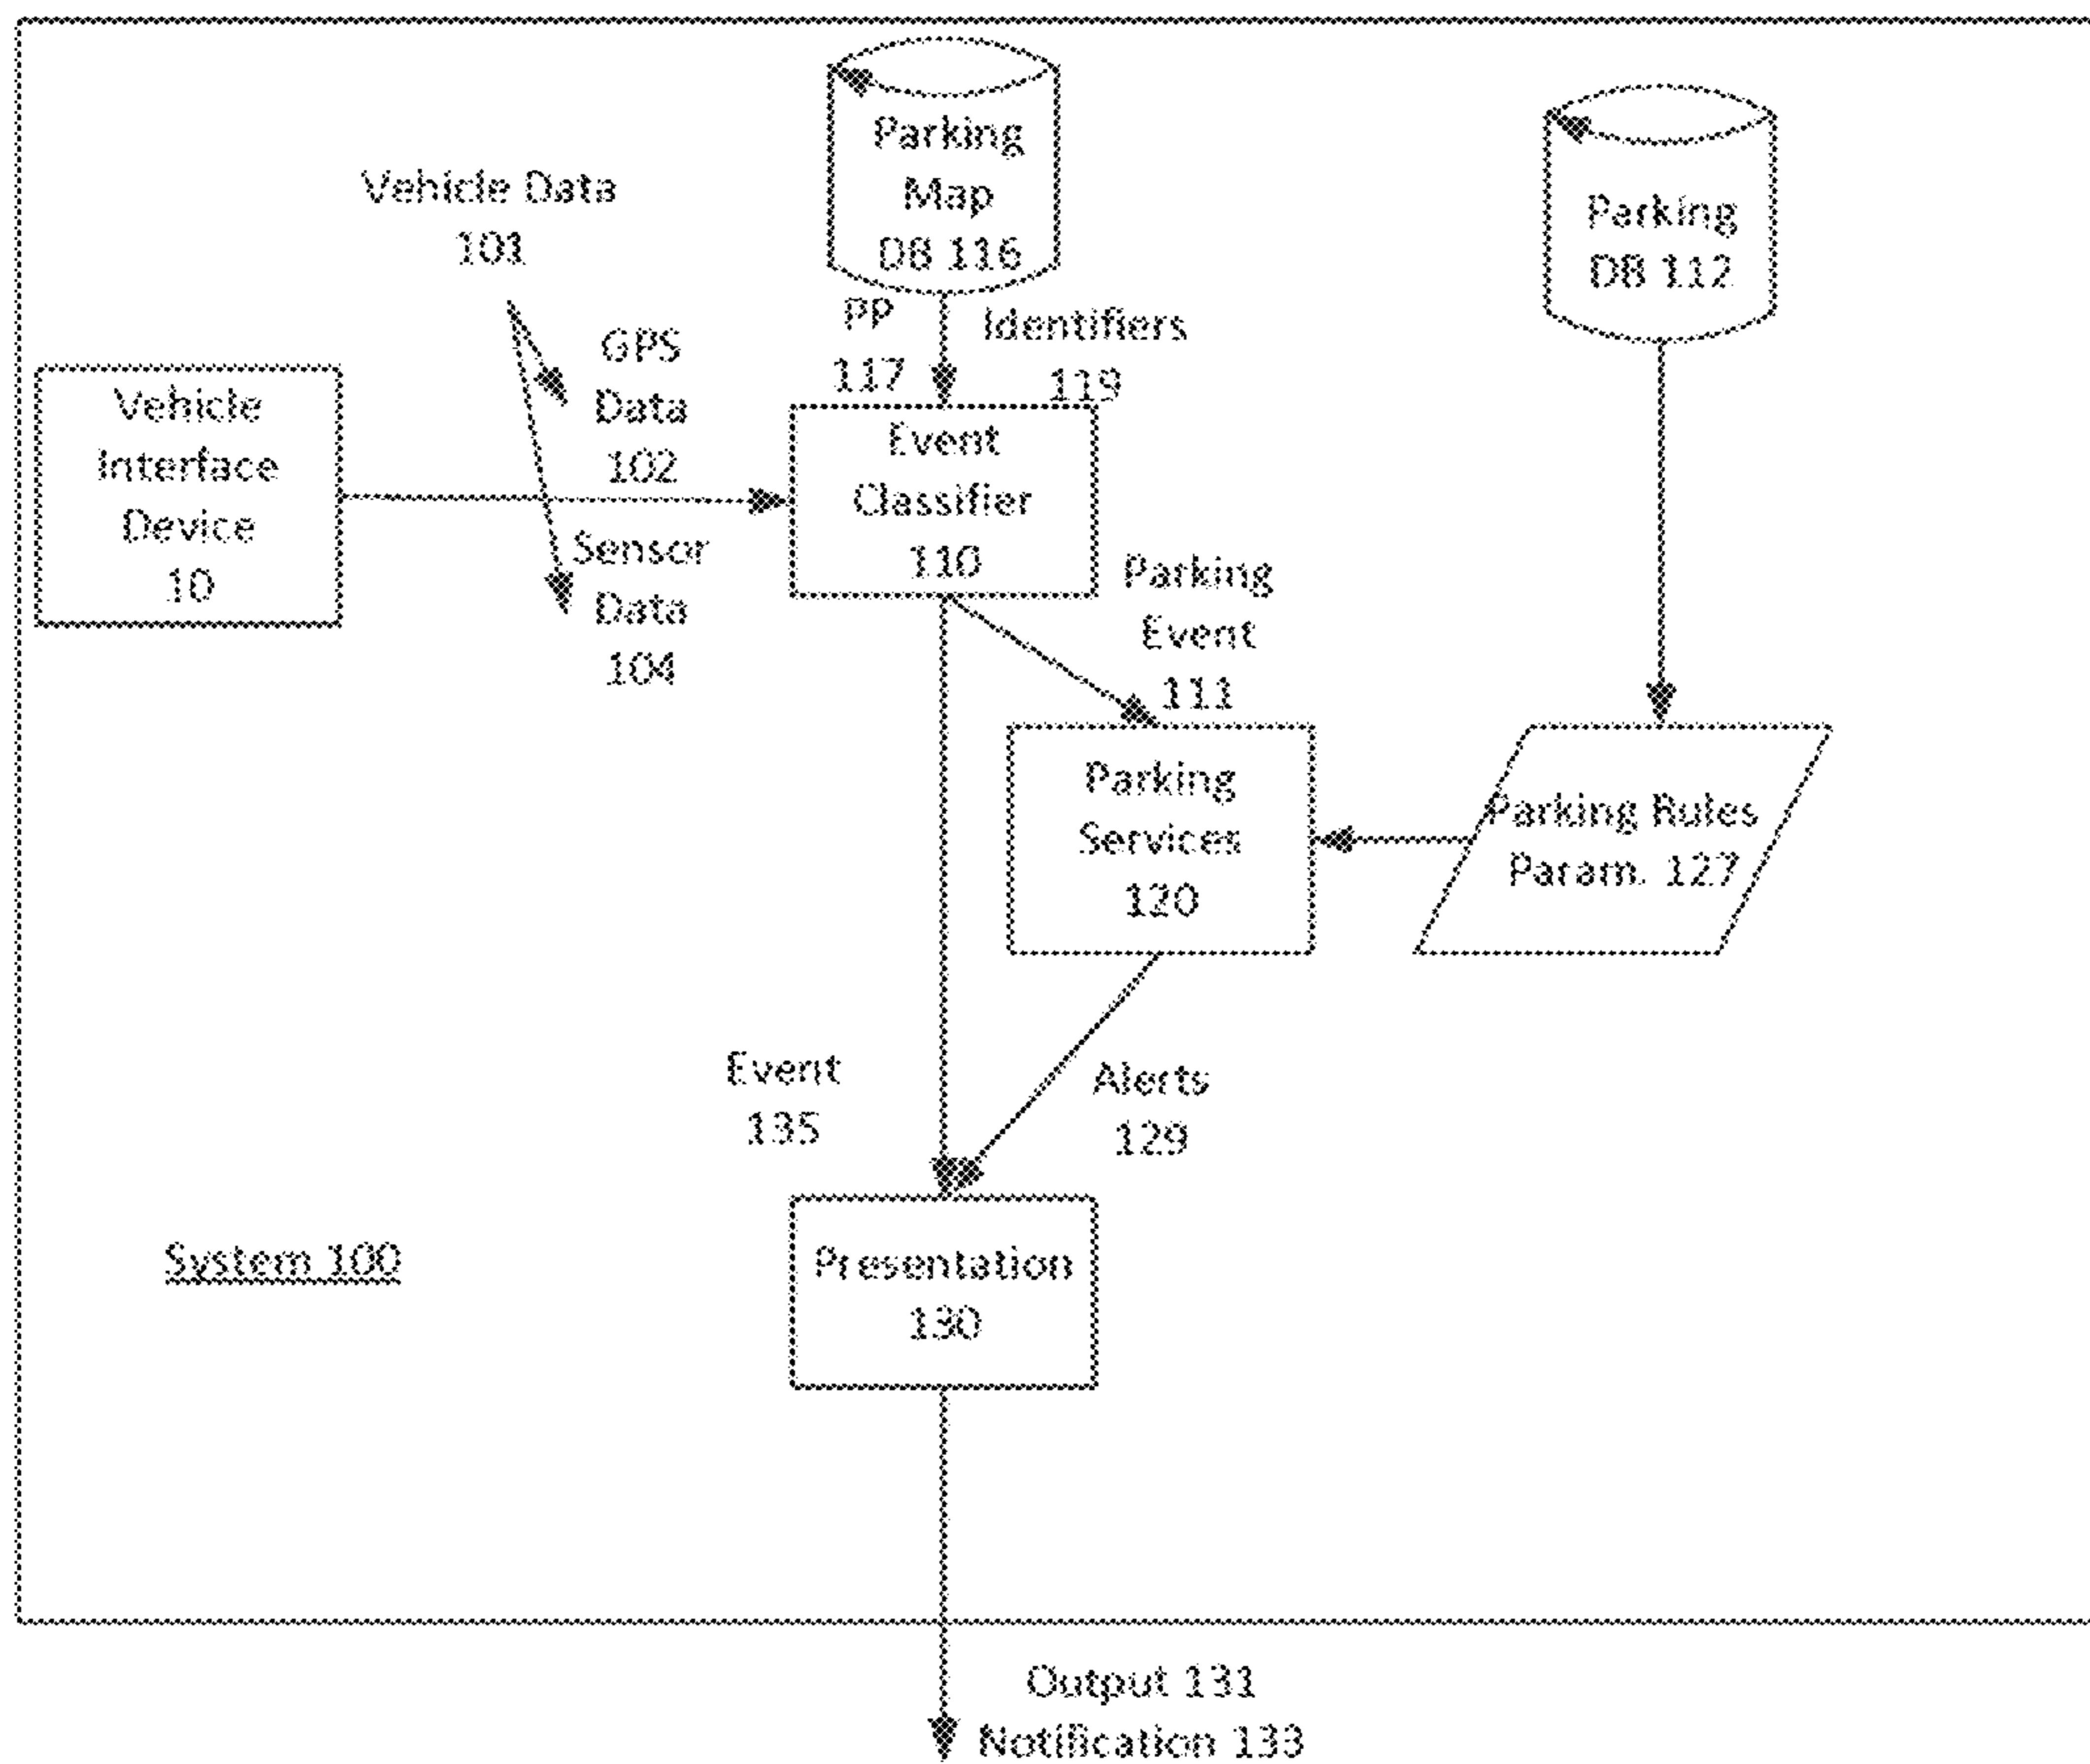 Parking
Map
DB 116
Parking
DB 112
Vehicle Data
101
PP
117
Identifiers
119
GPS
Data
102
Sensor
Data
104
Vehicle
Interface
Device
10
Event
Classifier
110
Parking
Event
111
Parking
Services
120
Parking Rules
Param. 127
Event
135
Alerts
129
Presentation
130
System 100
Output 131
Notification 133